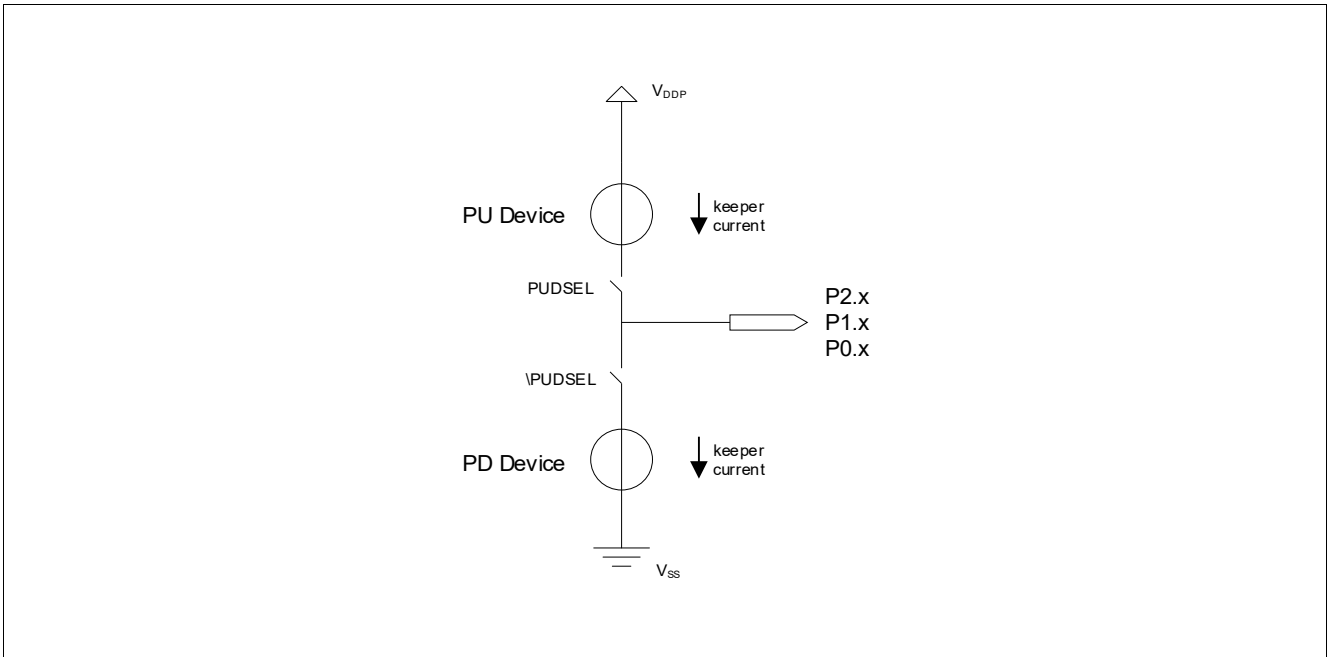 VDDP
PU Device
keeper
current
PUDSEL
P2.x
P1.x
P0.x
\PUDSEL
PD Device
keeper
current
VSS